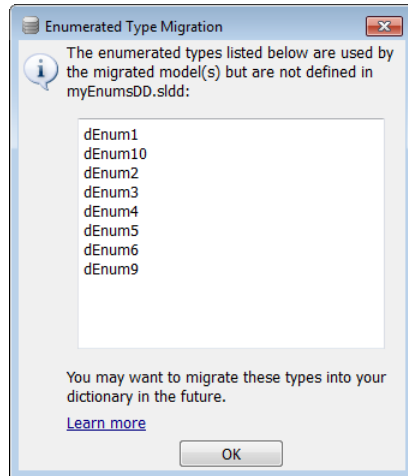 Enumerated Type Migration
The enumerated types listed below are used by
the migrated model(s) but are not defined in
myEnumsDD.sldd:
dEnum1
dEnum10
dEnum2
dEnum3
dEnum4
dEnum5
dEnum6
dEnum9
You may want to migrate these types into your
dictionary in the future.
Learn more
OK